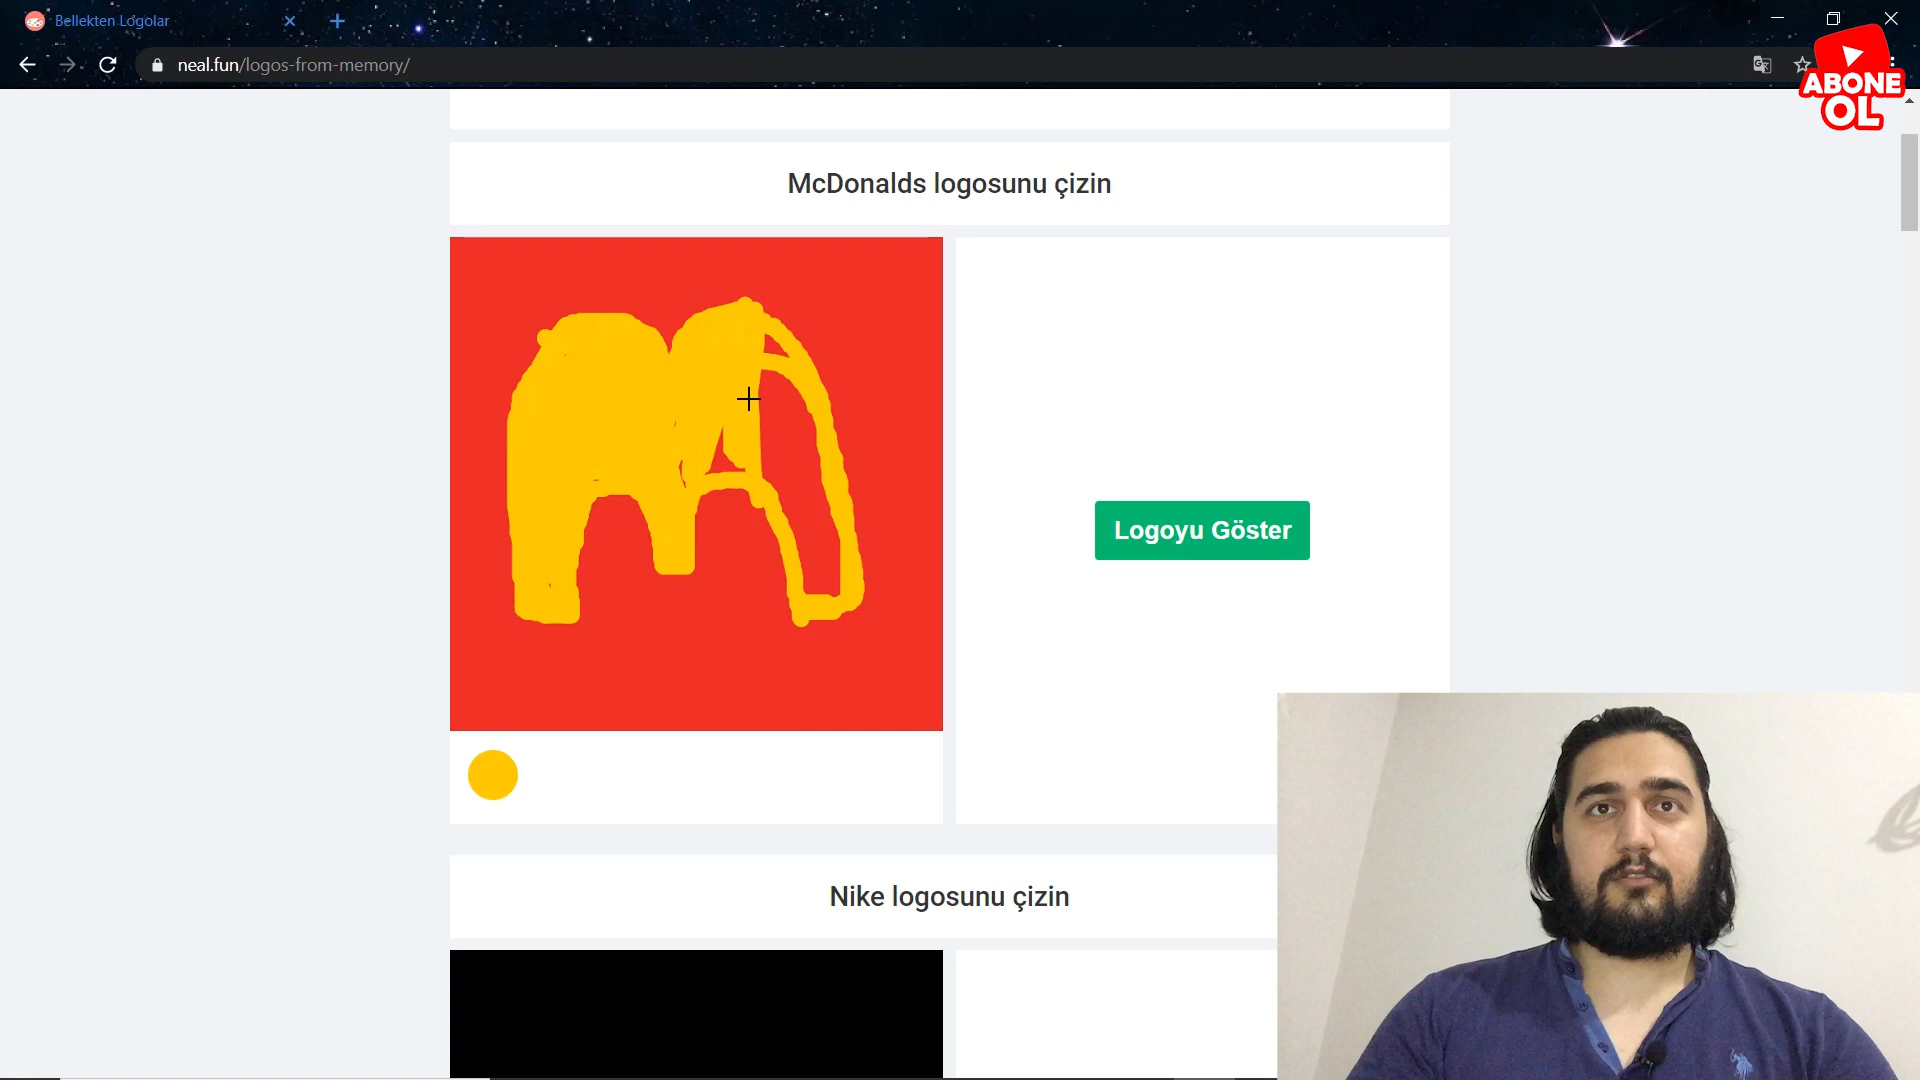 Bellekten Logolar
neal.fun/logos-from-memory/
ABONE
OL
McDonalds logosunu çizin
Logoyu Göster
Nike logosunu çizin